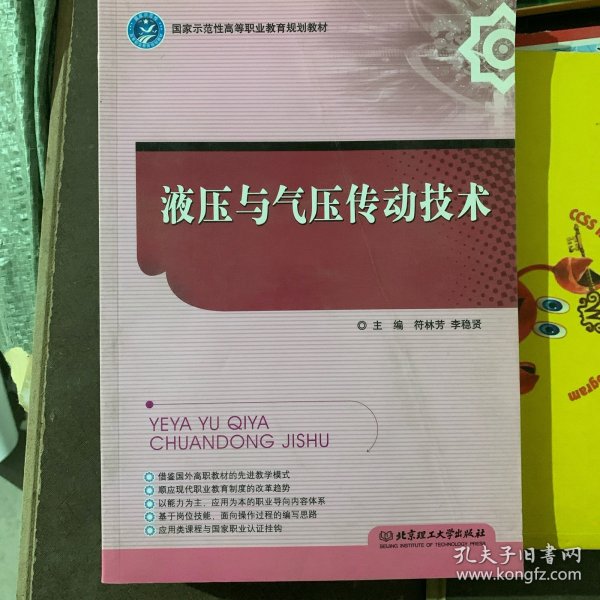 国家示范性高等职业教育规划教材
液压与气压传动技术
◎ 主 编 符林芳 李稳贤
YEYA YU QIYA
CHUANDONG JISHU
借鉴国外高职教材的先进教学模式
顺应现代职业教育制度的改革趋势
以能力为主、应用为本的职业导向内容体系
基于岗位技能、面向操作过程的编写思路
应用类课程与国家职业认证挂钩
北京理工大学出版社
BEIJING INSTITUTE OF TECHNOLOGY PRESS
孔夫子旧书网
www.kongfz.com